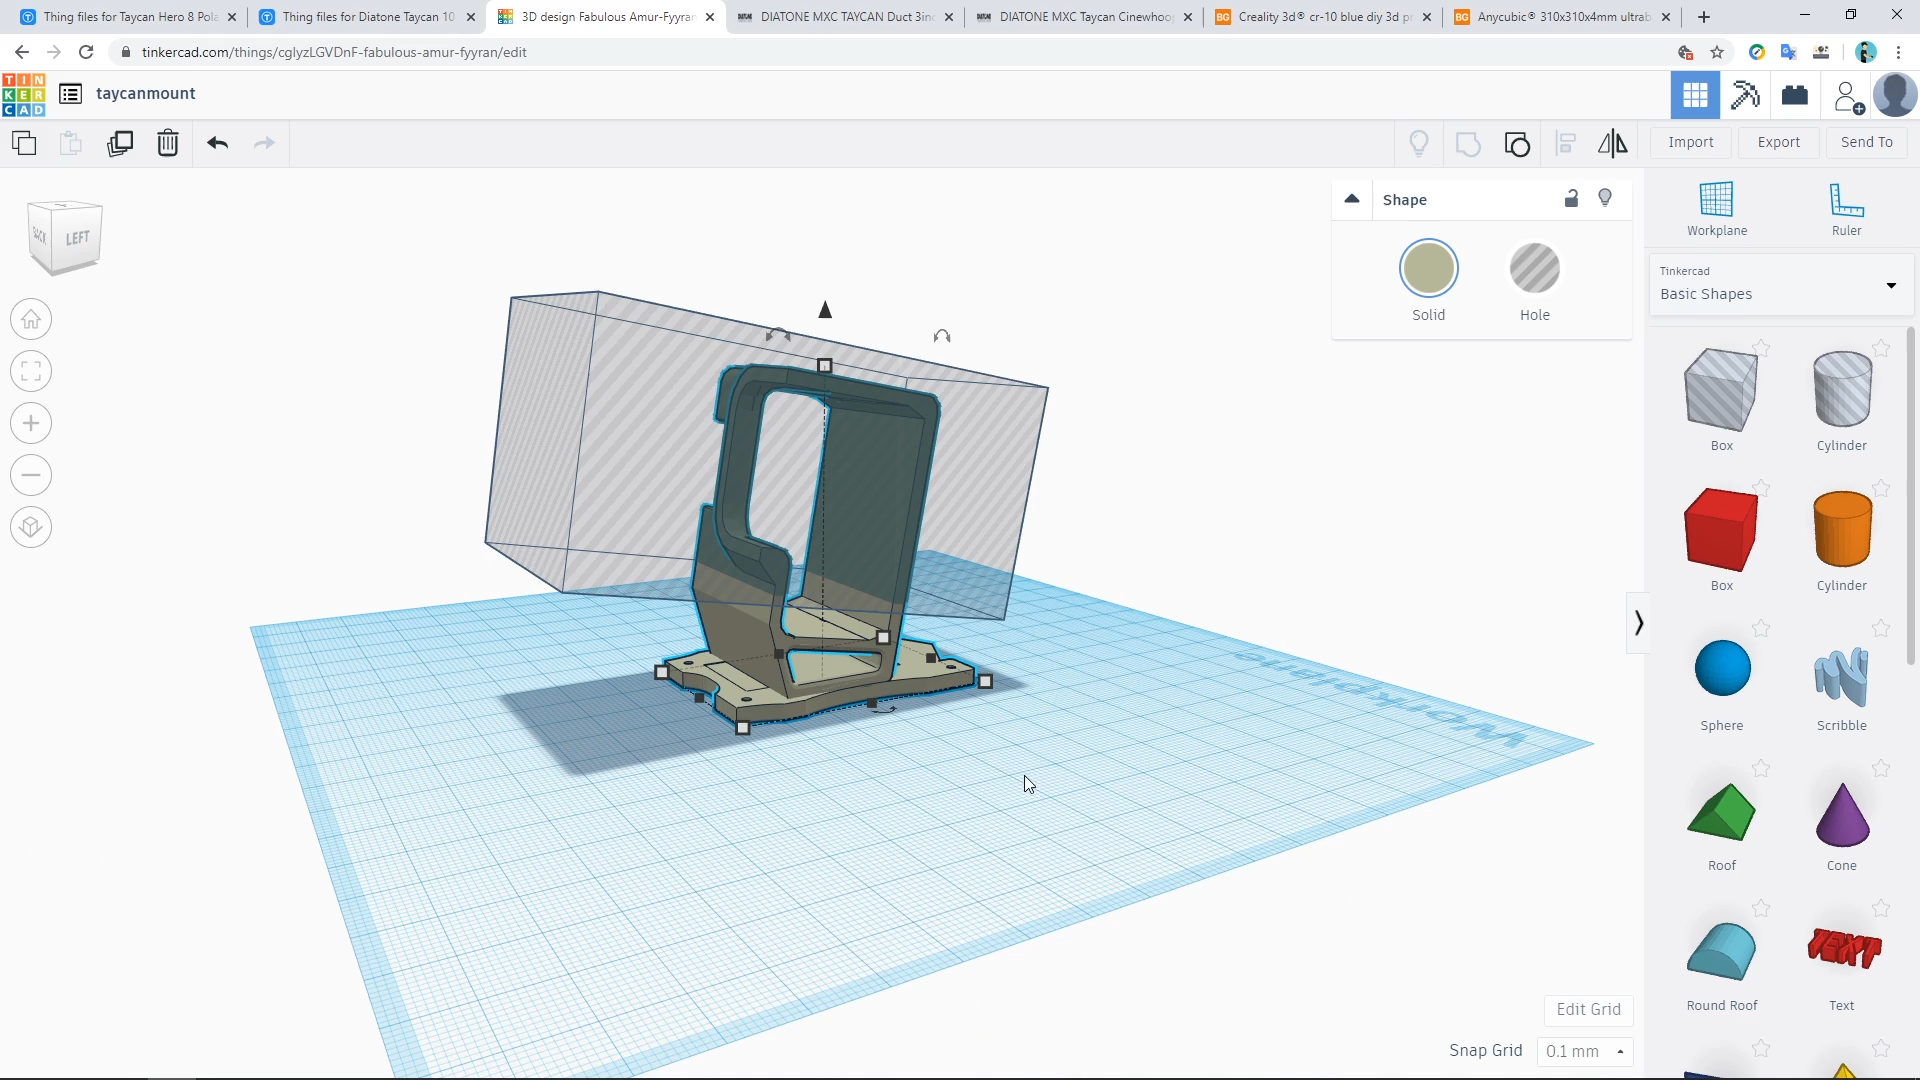 Thing files for Taycan Hero 8 Pola
Thing files for Diatone Taycan 10
3D design Fabulous Amur-Fyyran
DIATONE MXC TAYCAN Duct 3in
DIATONE MXC Taycan Cinewhoo
Creality 3d® cr-10 blue diy 3d p
Anycubic® 310x310x4mm ultrab
tinkercad.com/things/cglyzLGVDnF-fabulous-amur-fyyran/edit
TIN
KER
CAD
taycanmount
Import
Export
Send To
BACK
LEFT
Shape
Solid
Hole
Workplane
Ruler
Tinkercad
Basic Shapes
Box
Cylinder
Box
Cylinder
Sphere
Scribble
Roof
Cone
TEXT
Round Roof
Text
Workplane
Edit Grid
Snap Grid
0.1 mm